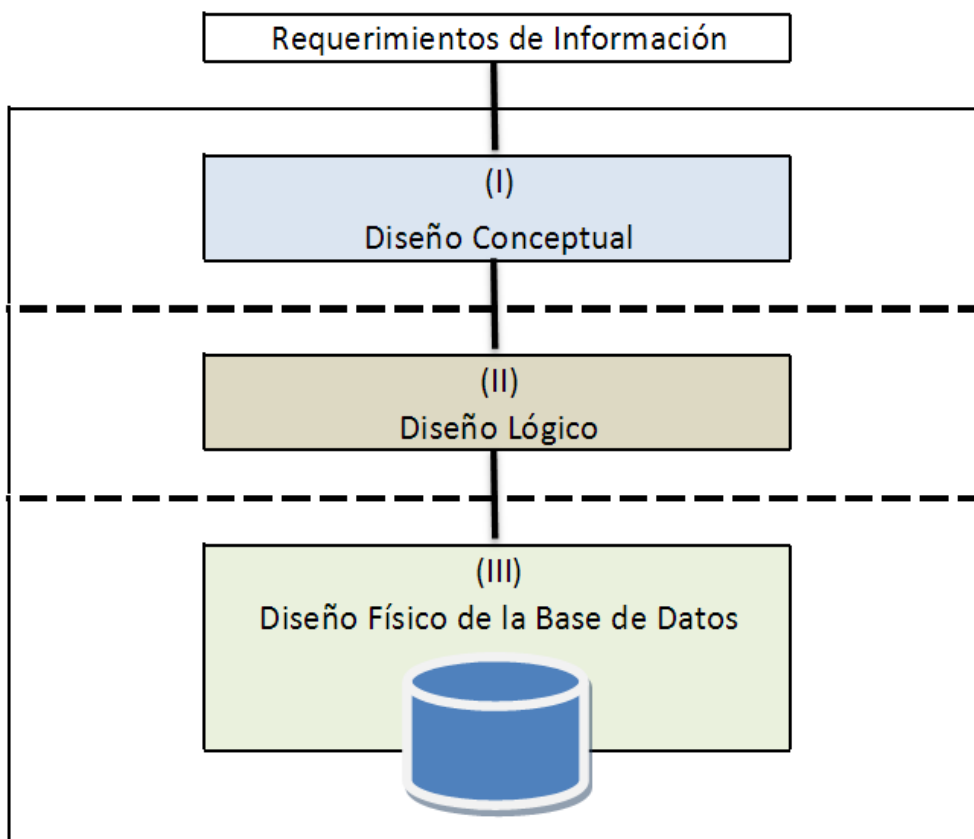 Requerimientos de Información
(I)
Diseño Conceptual
(II)
Diseño Lógico
(III)
Diseño Físico de la Base de Datos